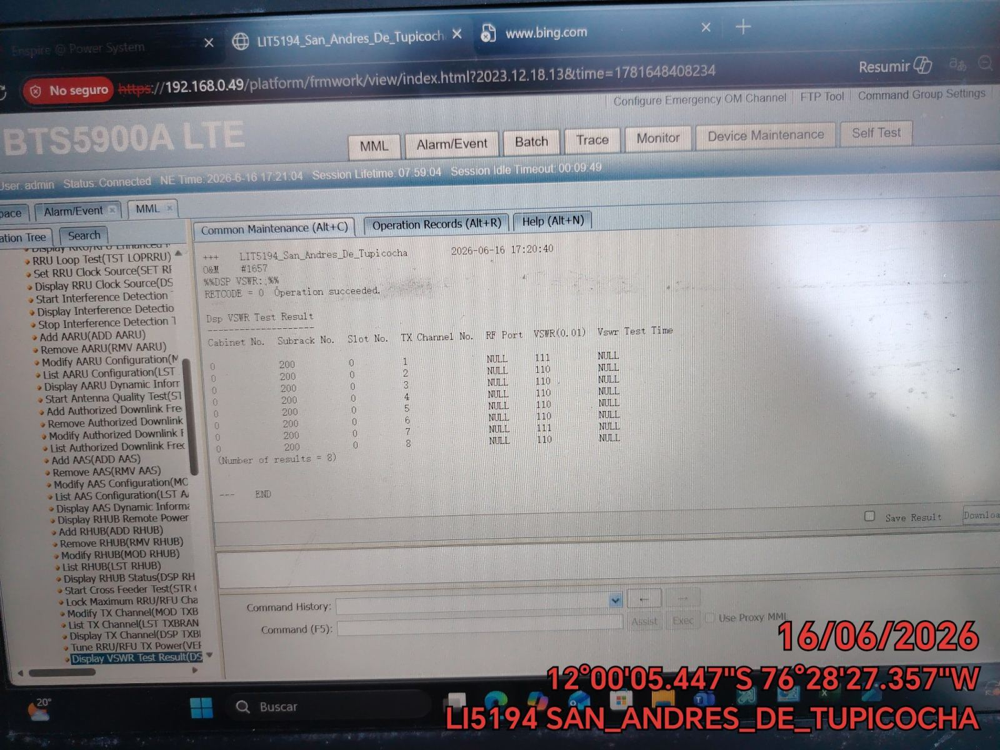 Enspire @ Power System
LIT5194_San_Andres_De_Tupicoch
www.bing.com
No seguro
https://192.168.0.49/platform/frmwork/view/index.html?2023.12.18.13&time=1781648408234
Resumir
Configure Emergency OM Channel
FTP Tool
Command Group Settings
BTS5900A LTE
MML
Alarm/Event
Batch
Trace
Monitor
Device Maintenance
Self Test
User: admin Status: Connected NE Time: 2026-6-16 17:21:04 Session Lifetime: 07:59:04 Session Idle Timeout: 00:09:49
pace
Alarm/Event
MML
ation Tree
Search
Common Maintenance (Alt+C)
Operation Records (Alt+R)
Help (Alt+N)
RRU Loop Test(TST LOPRRU)
Set RRU Clock Source(SET RF
Display RRU Clock Source(DS
Start Interference Detection
Display Interference Detectio
Stop Interference Detection T
Add AARU(ADD AARU)
Remove AARU(RMV AARU)
Modify AARU Configuration(M
List AARU Configuration(LST
Display AARU Dynamic Inforr
Start Antenna Quality Test(ST
Add Authorized Downlink Fre
Remove Authorized Downlink
Modify Authorized Downlink F
List Authorized Downlink Frec
Add AAS(ADD AAS)
Remove AAS(RMV AAS)
Modify AAS Configuration(MC
List AAS Configuration(LST A
Display AAS Dynamic Informa
Display RHUB Remote Power
Add RHUB(ADD RHUB)
Remove RHUB(RMV RHUB)
Modify RHUB(MOD RHUB)
List RHUB(LST RHUB)
Display RHUB Status(DSP RH
Start Cross Feeder Test(STR
Lock Maximum RRU/RFU Cha
Modify TX Channel(MOD TXB
List TX Channel(LST TXBRAN
Display TX Channel(DSP TXB
Tune RRU/RFU TX Power(VEF
Display VSWR Test Result(DS
+++ LIT5194_San_Andres_De_Tupicocha 2026-06-16 17:20:40
O&M #1657
%%DSP VSWR:;%%
RETCODE = 0 Operation succeeded.
Dsp VSWR Test Result
--------------------
Cabinet No. Subrack No. Slot No. TX Channel No. RF Port VSWR(0.01) Vswr Test Time
0 200 0 1 NULL 111 NULL
0 200 0 2 NULL 110 NULL
0 200 0 3 NULL 110 NULL
0 200 0 4 NULL 110 NULL
0 200 0 5 NULL 110 NULL
0 200 0 6 NULL 110 NULL
0 200 0 7 NULL 111 NULL
0 200 0 8 NULL 110 NULL
(Number of results = 8)
--- END
Save Result
Downloa
Command History:
Command (F5):
Assist
Exec
Use Proxy MML
16/06/2026
12°00'05.447"S 76°28'27.357"W
LI5194 SAN_ANDRES_DE_TUPICOCHA
20°
Buscar